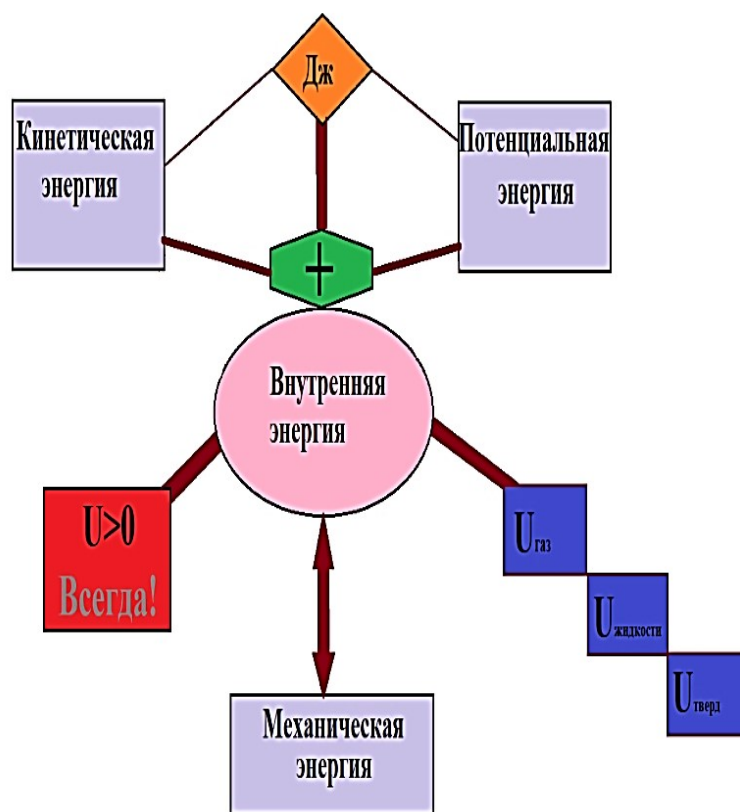 Дж
Кинетическая
энергия
Потенциальная
энергия
+
Внутренняя
энергия
U>0
Всегда!
Uгаз
Uжидкости
Uтверд
Механическая
энергия